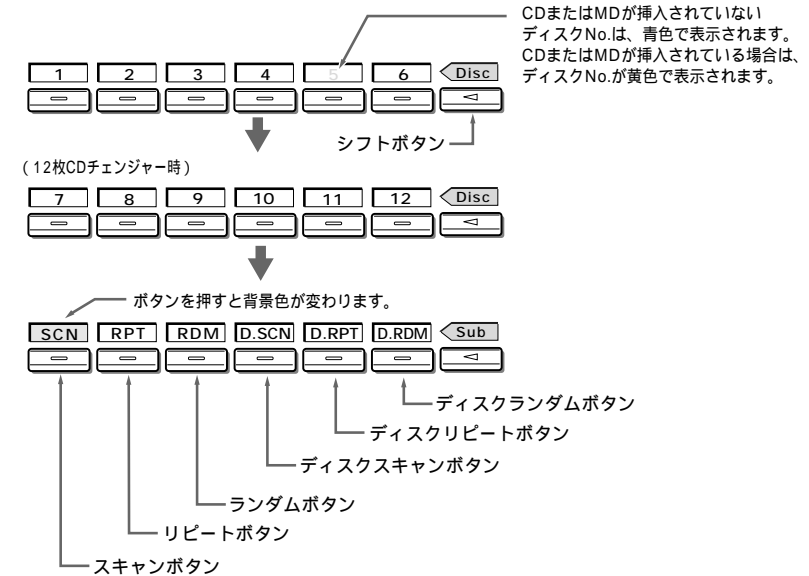 CDまたはMDが挿入されていない
ディスクNo.は、青色で表示されます。
CDまたはMDが挿入されている場合は、
ディスクNo.が黄色で表示されます。
1 2 3 4 5 6 Disc
シフトボタン
(12枚CDチェンジャー時)
7 8 9 10 11 12 Disc
ボタンを押すと背景色が変わります。
SCN RPT RDM D.SCN D.RPT D.RDM Sub
ディスクランダムボタン
ディスクリピートボタン
ディスクスキャンボタン
ランダムボタン
リピートボタン
スキャンボタン